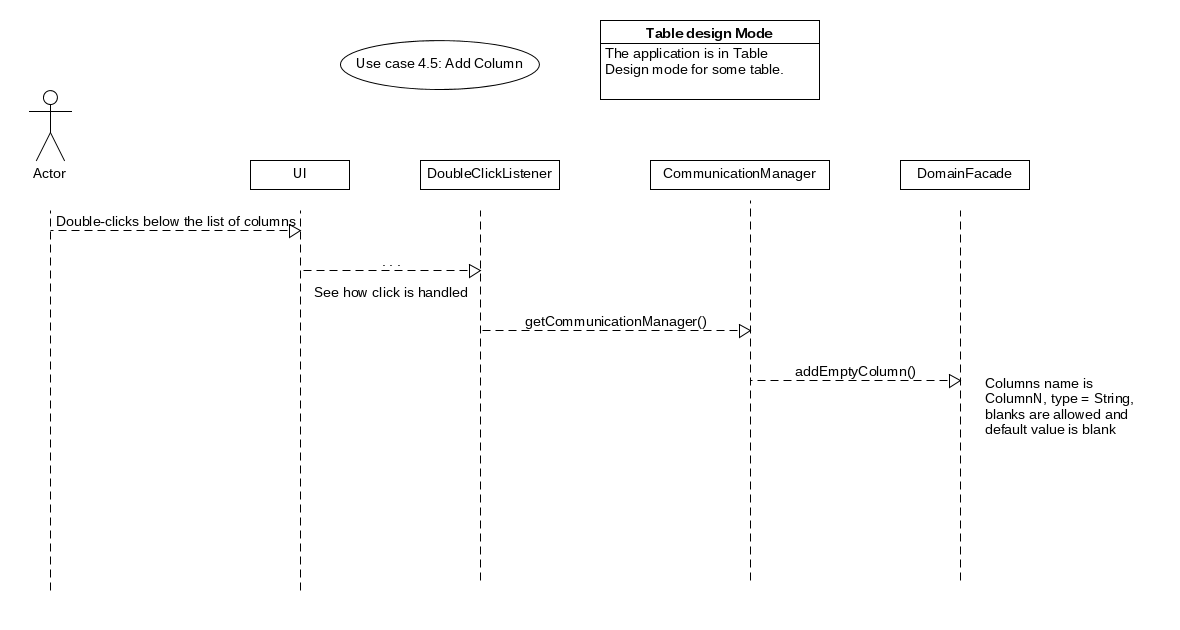 Table design Mode
The application is in Table
Design mode for some table.
Use case 4.5: Add Column
Actor
UI
DoubleClickListener
CommunicationManager
DomainFacade
Double-clicks below the list of columns
. . .
See how click is handled
getCommunicationManager()
addEmptyColumn()
Columns name is
ColumnN, type = String,
blanks are allowed and
default value is blank